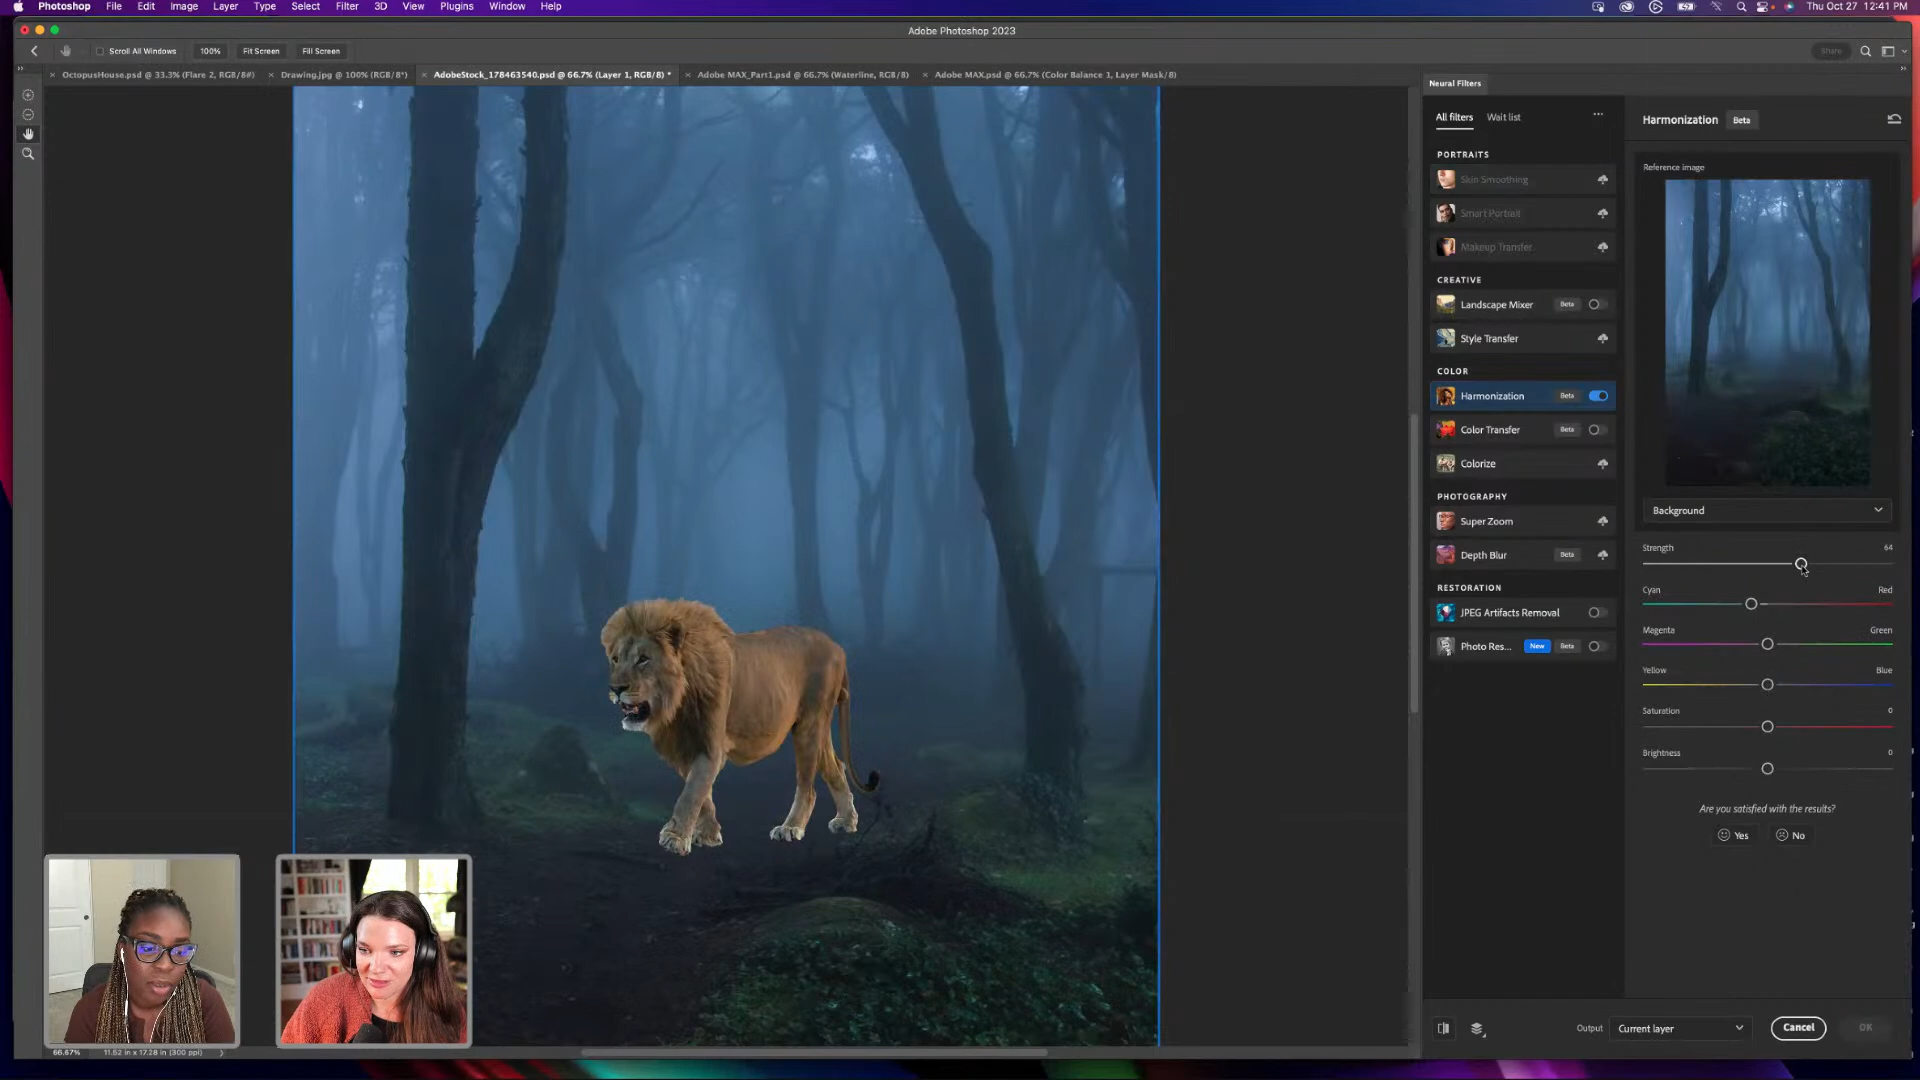 Photoshop File Edit Image Layer Type Select Filter 3D View Plugins Window Help Thu Oct 27 12:41 PM
Adobe Photoshop 2023
Scroll All Windows 100% Fit Screen Fill Screen Share
OctopusHouse.psd @ 33.3% (Flare 2, RGB/8#) Drawing.jpg @ 100% (RGB/8*) AdobeStock_178463540.psd @ 66.7% (Layer 1, RGB/8) * Adobe MAX_Part1.psd @ 66.7% (Waterline, RGB/8) Adobe MAX.psd @ 66.7% (Color Balance 1, Layer Mask/8)
Neural Filters
All filters Wait list
PORTRAITS
Skin Smoothing
Smart Portrait
Makeup Transfer
CREATIVE
Landscape Mixer Beta
Style Transfer
COLOR
Harmonization Beta
Color Transfer Beta
Colorize
PHOTOGRAPHY
Super Zoom
Depth Blur Beta
RESTORATION
JPEG Artifacts Removal
Photo Res... New Beta
Harmonization Beta
Reference image
Background
Strength 64
Cyan Red
Magenta Green
Yellow Blue
Saturation 0
Brightness 0
Are you satisfied with the results?
Yes No
Output Current layer Cancel OK
66.67% 11.52 in x 17.28 in (300 ppi)